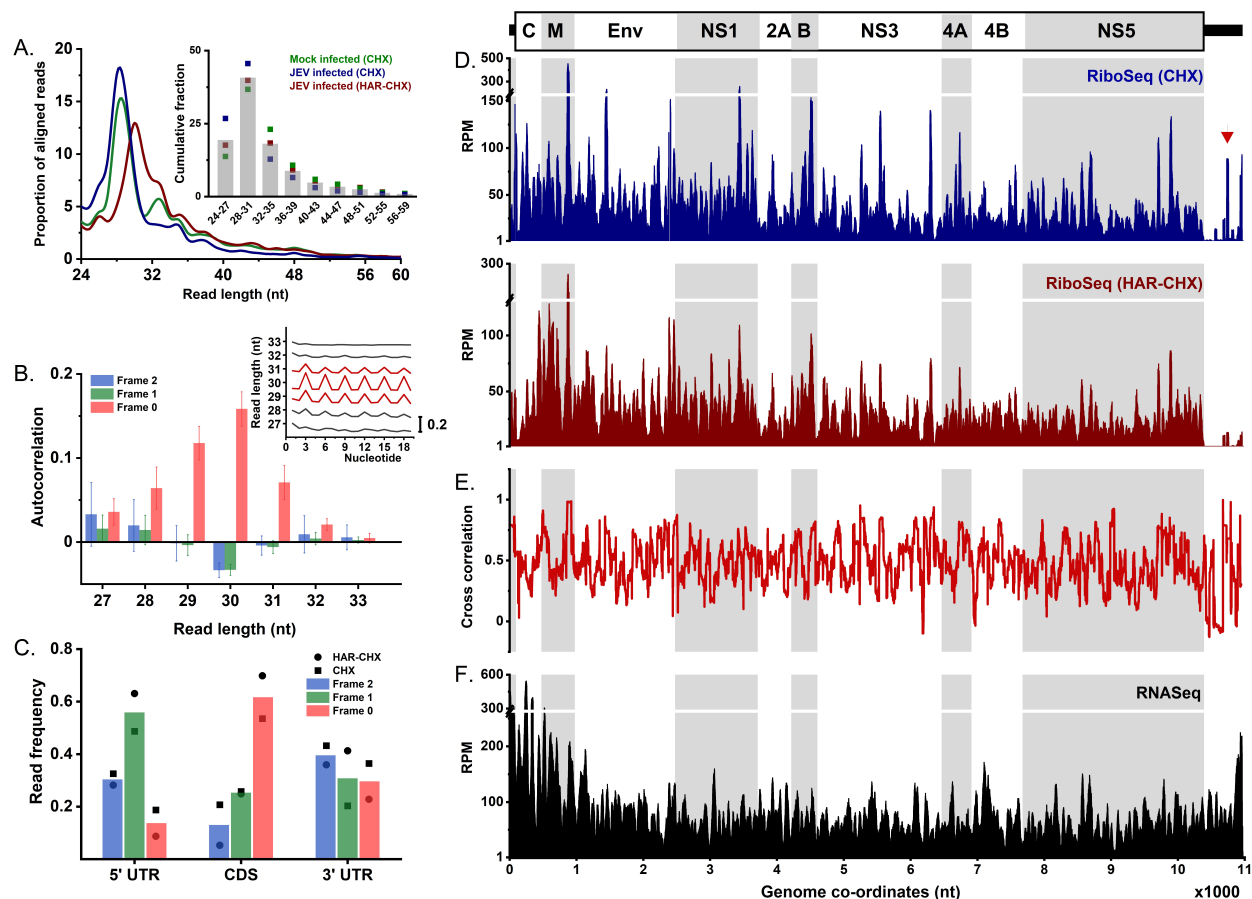 C M Env NS1 2A B NS3 4A 4B NS5
A.
20
15
10
5
0
24 32 40 48 56 60
Proportion of aligned reads
Read length (nt)
50
25
0
Cumulative fraction
Mock infected (CHX)
JEV infected (CHX)
JEV infected (HAR-CHX)
24-27 28-31 32-35 36-39 40-43 44-47 48-51 52-55 56-59
B.
0.2
0.1
0
Autocorrelation
Frame 2
Frame 1
Frame 0
27 28 29 30 31 32 33
Read length (nt)
33
32
31
30
29
28
27
Read length (nt)
0 3 6 9 12 15 18
Nucleotide
0.2
C.
0.8
0.6
0.4
0.2
Read frequency
HAR-CHX
CHX
Frame 2
Frame 1
Frame 0
5' UTR CDS 3' UTR
D.
500
300
150
100
50
1
RPM
RiboSeq (CHX)
300
100
50
1
RPM
RiboSeq (HAR-CHX)
E.
1
0.5
0
Cross correlation
F.
600
300
200
100
1
RPM
RNASeq
0 1 2 3 4 5 6 7 8 9 10 11
Genome co-ordinates (nt)
x1000